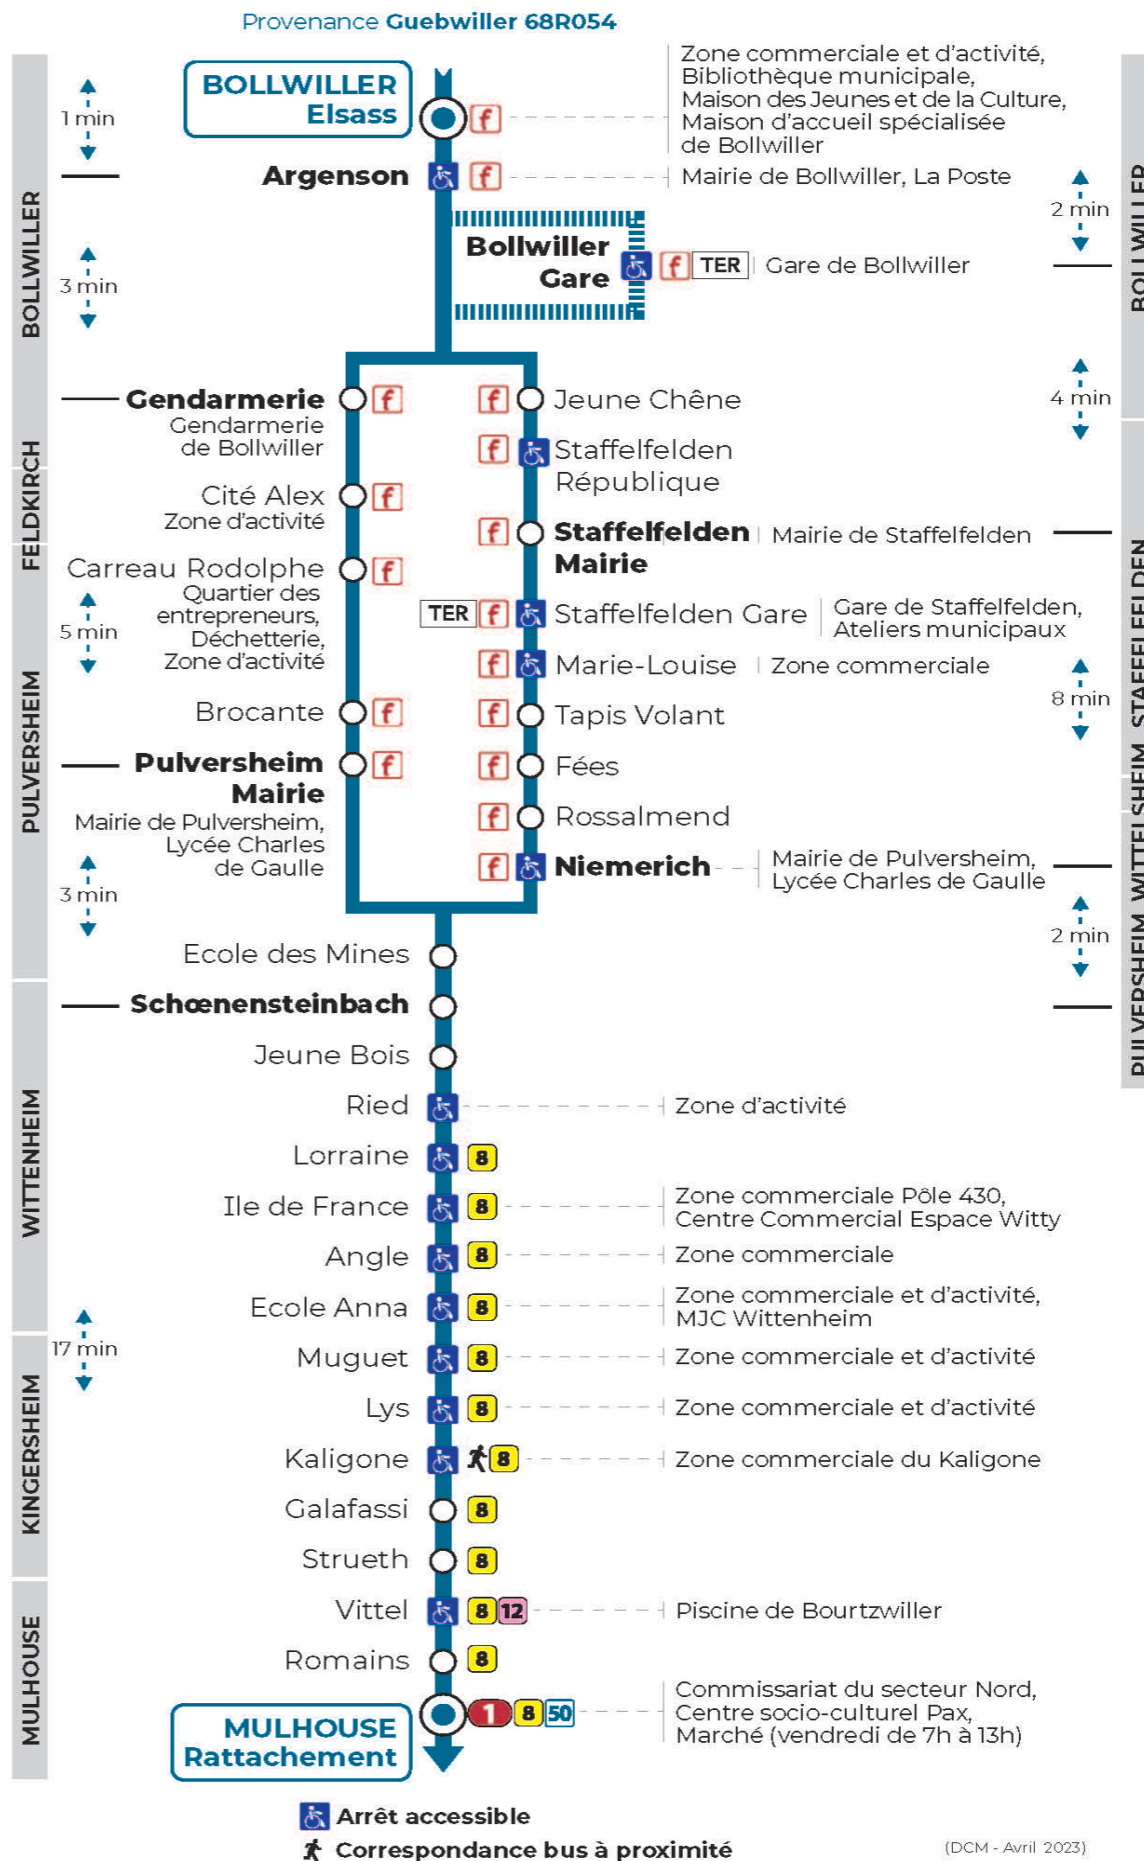 Provenance Guebwiller 68R054
BOLLWILLER
Elsass
f
Zone commerciale et d'activité,
Bibliothèque municipale,
Maison des Jeunes et de la Culture,
Maison d'accueil spécialisée
de Bollwiller
1 min
Argenson
f
Mairie de Bollwiller, La Poste
2 min
BOLLWILLER
BOLLWILLER
3 min
Bollwiller
Gare
f TER
Gare de Bollwiller
Gendarmerie
f
Gendarmerie
de Bollwiller
f
Jeune Chêne
4 min
f
Staffelfelden
République
FELDKIRCH
Cité Alex
f
Zone d'activité
f
Staffelfelden
Mairie
Mairie de Staffelfelden
STAFFELFELDEN
Carreau Rodolphe
f
Quartier des
entrepreneurs,
Déchetterie,
Zone d'activité
5 min
TER f
Staffelfelden Gare
Gare de Staffelfelden,
Ateliers municipaux
f
Marie-Louise
Zone commerciale
8 min
PULVERSHEIM
Brocante
f
f
Tapis Volant
Pulversheim
Mairie
f
Mairie de Pulversheim,
Lycée Charles
de Gaulle
f
Fées
WITTELSHEIM
f
Rossalmend
f
Niemerich
Mairie de Pulversheim,
Lycée Charles de Gaulle
PULVERSHEIM
3 min
2 min
Ecole des Mines
Schœnensteinbach
Jeune Bois
WITTENHEIM
Ried
Zone d'activité
Lorraine
8
Ile de France
8
Zone commerciale Pôle 430,
Centre Commercial Espace Witty
Angle
8
Zone commerciale
Ecole Anna
8
Zone commerciale et d'activité,
MJC Wittenheim
17 min
KINGERSHEIM
Muguet
8
Zone commerciale et d'activité
Lys
8
Zone commerciale et d'activité
Kaligone
8
Zone commerciale du Kaligone
Galafassi
8
Strueth
8
MULHOUSE
Vittel
8 12
Piscine de Bourtzwiller
Romains
8
MULHOUSE
Rattachement
1 8 50
Commissariat du secteur Nord,
Centre socio-culturel Pax,
Marché (vendredi de 7h à 13h)
Arrêt accessible
Correspondance bus à proximité
(DCM - Avril 2023)